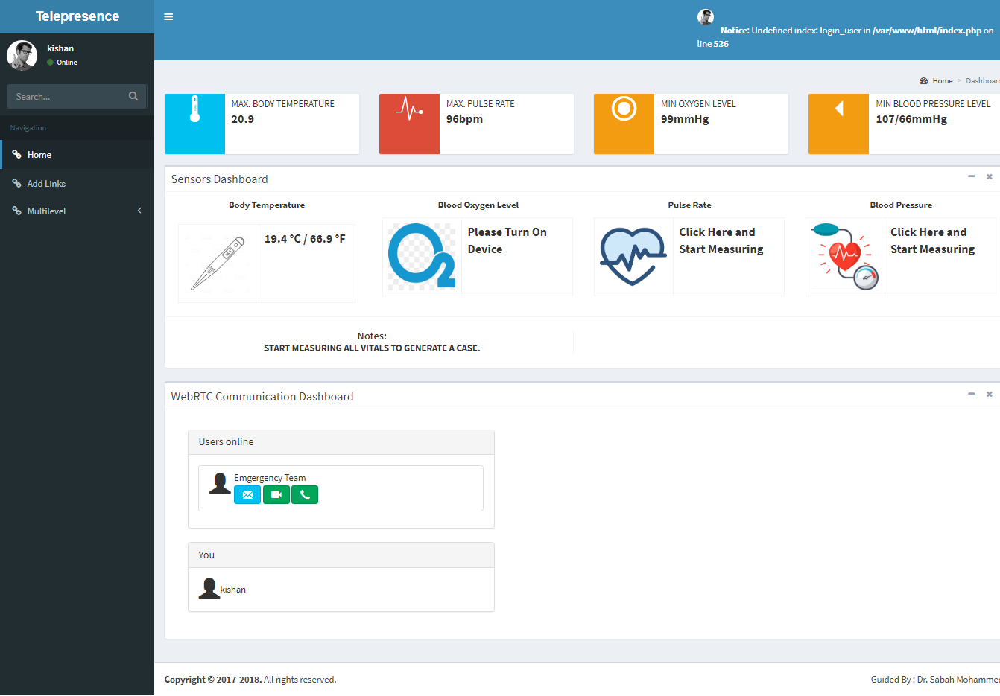 Telepresence
Notice: Undefined index: login_user in /var/www/html/index.php on
line 536
kishan
Online
Search...
Navigation
Home
Add Links
Multilevel
Home > Dashboard
MAX. BODY TEMPERATURE
20.9
MAX. PULSE RATE
96bpm
MIN OXYGEN LEVEL
99mmHg
MIN BLOOD PRESSURE LEVEL
107/66mmHg
Sensors Dashboard
Body Temperature
Blood Oxygen Level
Pulse Rate
Blood Pressure
19.4 °C / 66.9 °F
Please Turn On
Device
Click Here and
Start Measuring
Click Here and
Start Measuring
Notes:
START MEASURING ALL VITALS TO GENERATE A CASE.
WebRTC Communication Dashboard
Users online
Emgergency Team
You
kishan
Copyright © 2017-2018. All rights reserved.
Guided By : Dr. Sabah Mohammed